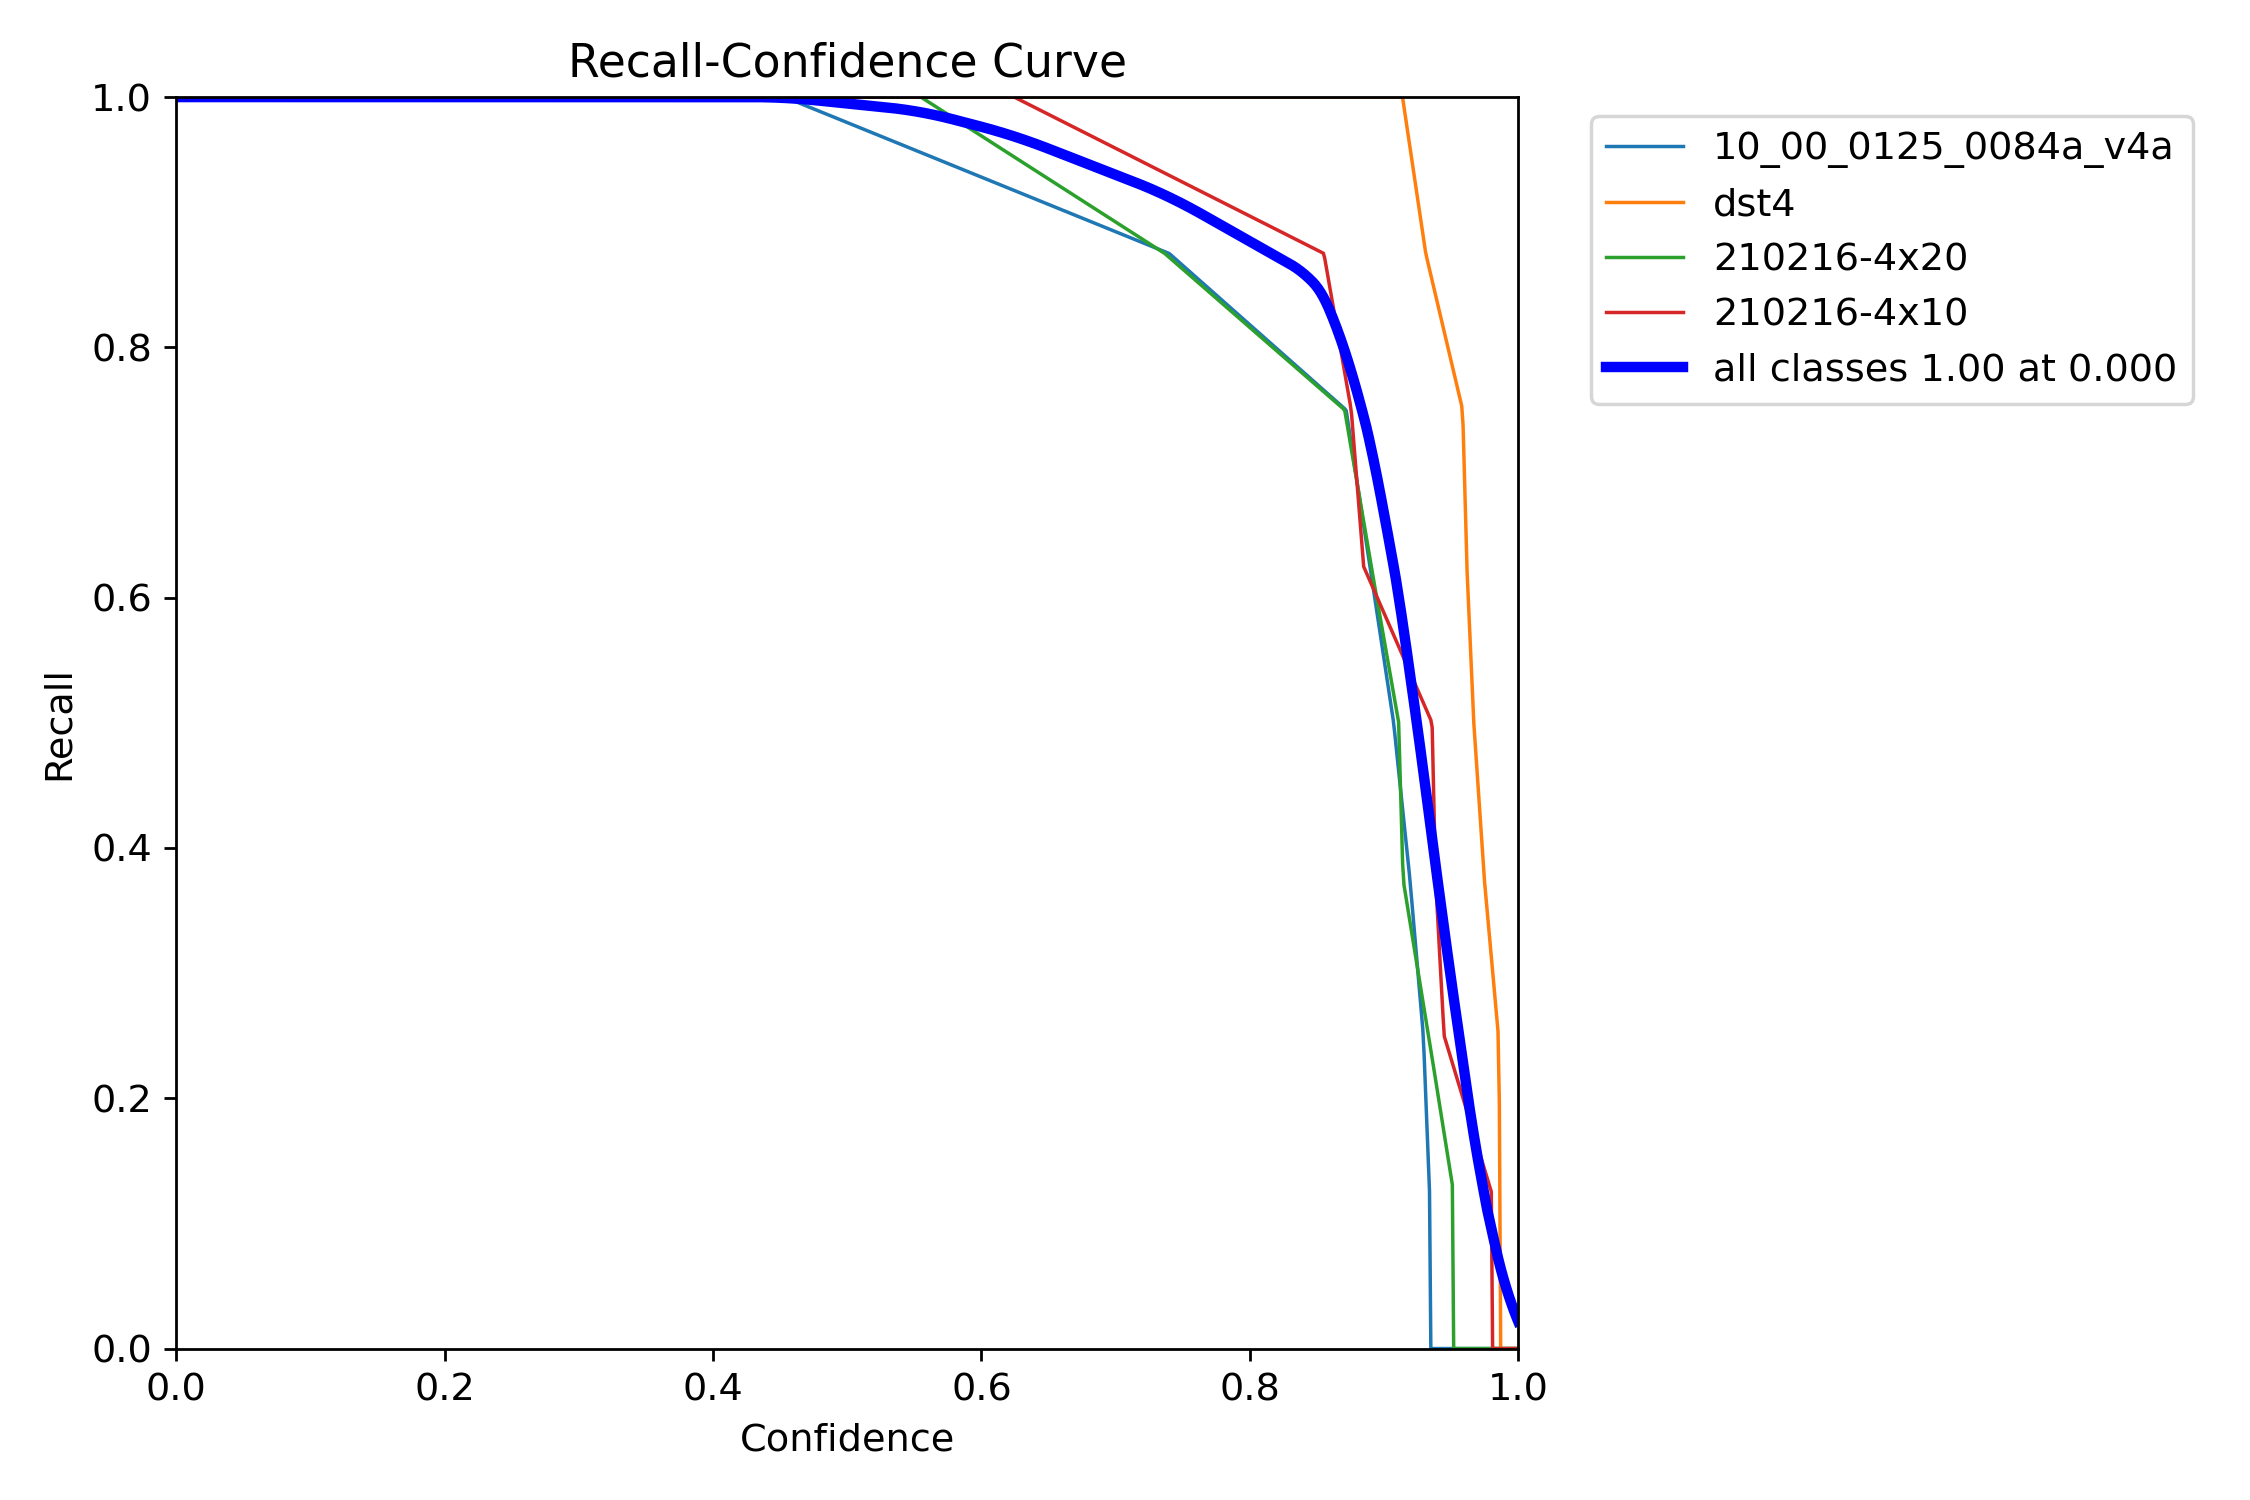 Recall-Confidence Curve
1.0
0.8
0.6
0.4
0.2
0.0
Recall
0.0 0.2 0.4 0.6 0.8 1.0
Confidence
10_00_0125_0084a_v4a
dst4
210216-4x20
210216-4x10
all classes 1.00 at 0.000